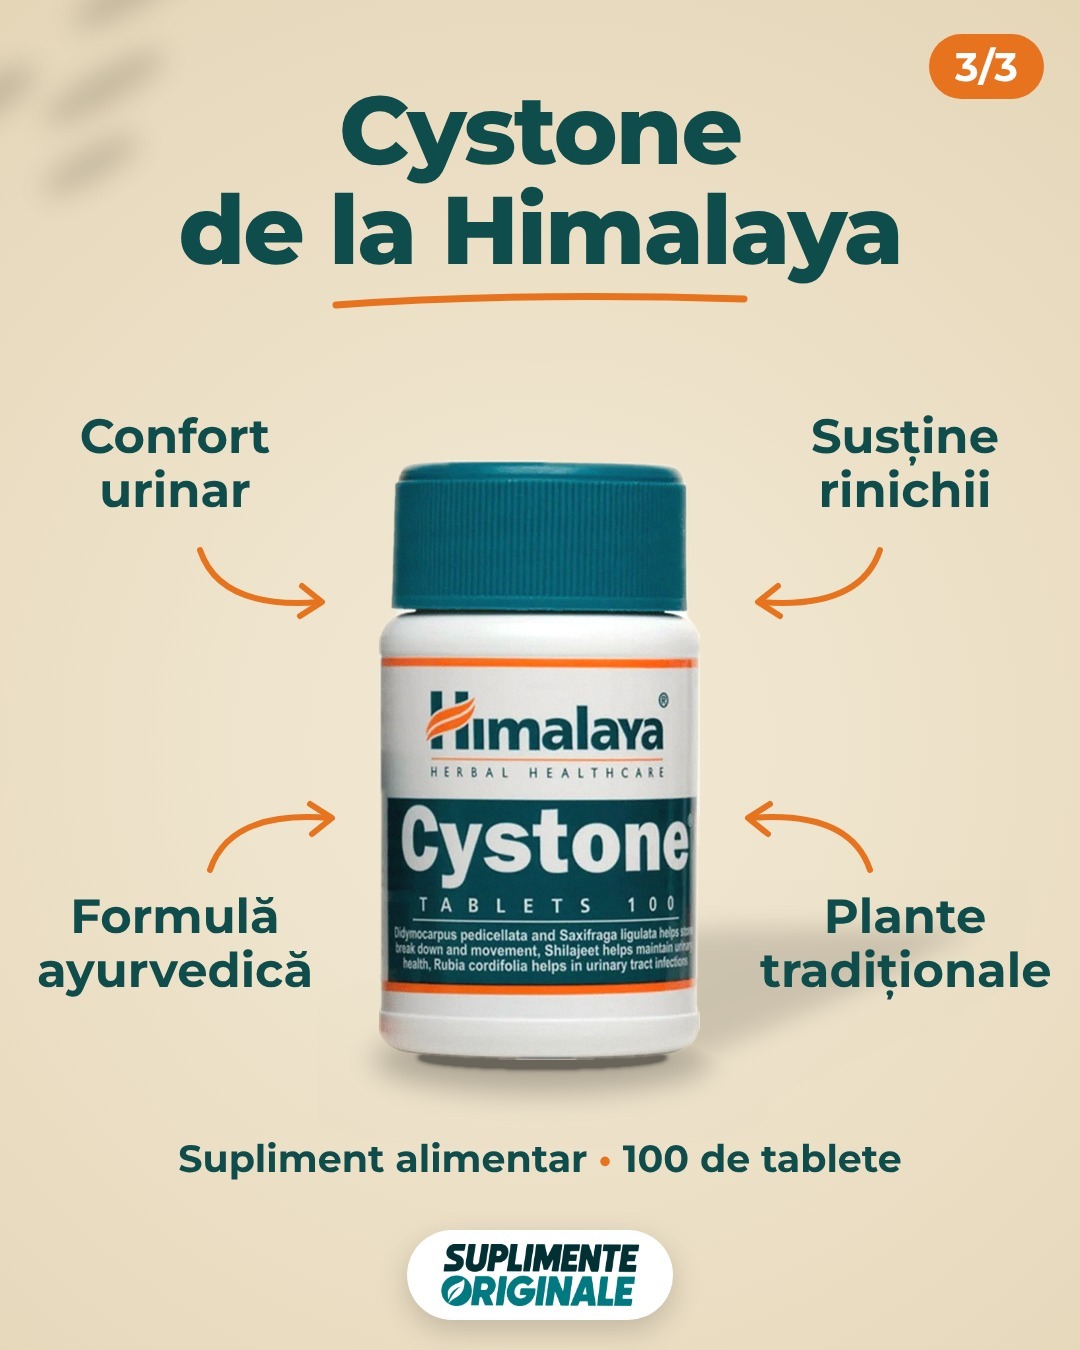 3/3
Cystone
de la Himalaya
Confort
urinar
Susține
rinichii
Himalaya®
HERBAL HEALTHCARE
Cystone
TABLETS 100
Didymocarpus pedicellata and Saxifraga ligulata helps
break down and movement, Shilajeet helps maintain urinary
health, Rubia cordifolia helps in urinary tract infections
Formulă
ayurvedică
Plante
tradiționale
Supliment alimentar • 100 de tablete
SUPLIMENTE
ORIGINALE